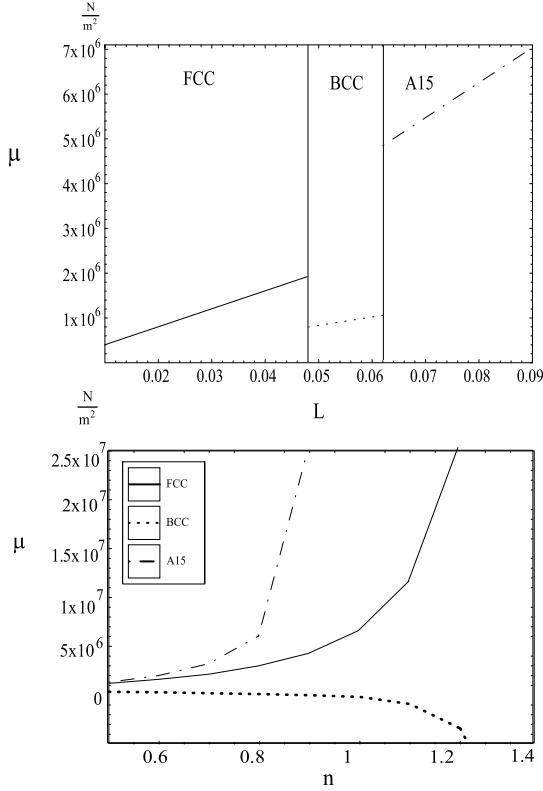 N
m²
7x10⁶
FCC BCC A15
6x10⁶
5x10⁶
μ
4x10⁶
3x10⁶
2x10⁶
1x10⁶
0.02 0.03 0.04 0.05 0.06 0.07 0.08 0.09
L
N
m²
2.5x10⁷
FCC
2x10⁷
BCC
μ
1.5x10⁷
A15
1x10⁷
5x10⁶
0
0.6 0.8 1 1.2 1.4
n